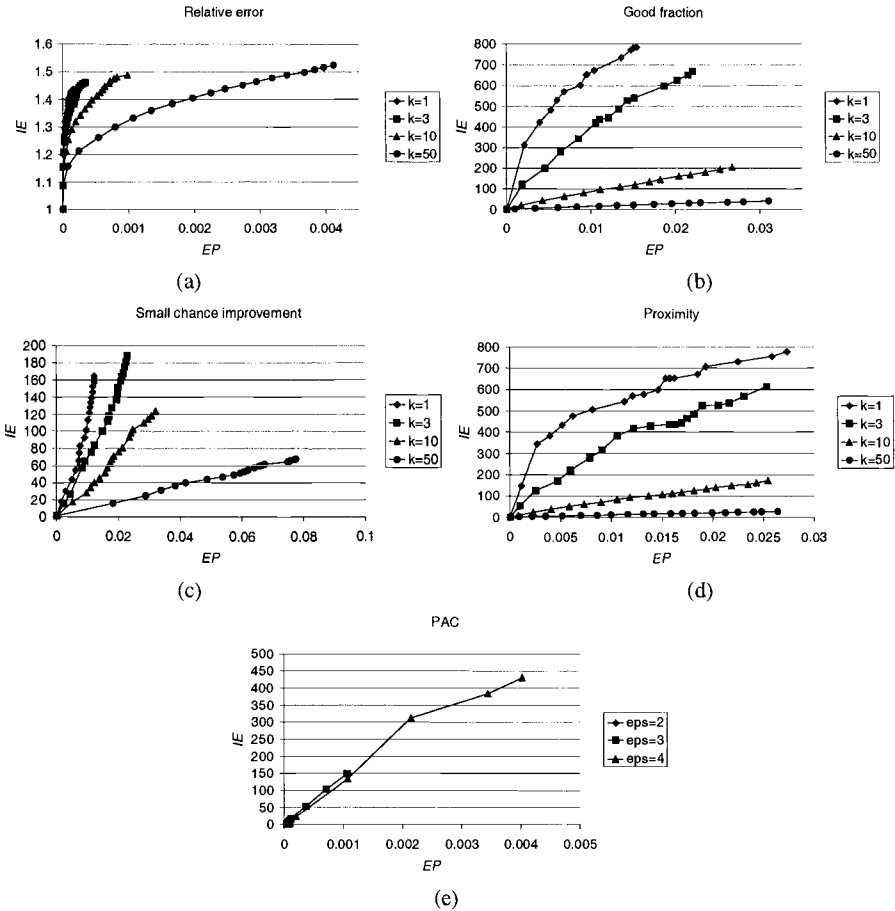 Relative error
1.6
1.5
1.4
1.3
1.2
1.1
1
IE
0 0.001 0.002 0.003 0.004
EP
k=1
k=3
k=10
k=50
(a)
Good fraction
800
700
600
500
400
300
200
100
0
IE
0 0.01 0.02 0.03
EP
k=1
k=3
k=10
k=50
(b)
Small chance improvement
200
180
160
140
120
100
80
60
40
20
0
IE
0 0.02 0.04 0.06 0.08 0.1
EP
k=1
k=3
k=10
k=50
(c)
Proximity
800
700
600
500
400
300
200
100
0
IE
0 0.005 0.01 0.015 0.02 0.025 0.03
EP
k=1
k=3
k=10
k=50
(d)
PAC
500
450
400
350
300
250
200
150
100
50
0
IE
0 0.001 0.002 0.003 0.004 0.005
EP
eps=2
eps=3
eps=4
(e)